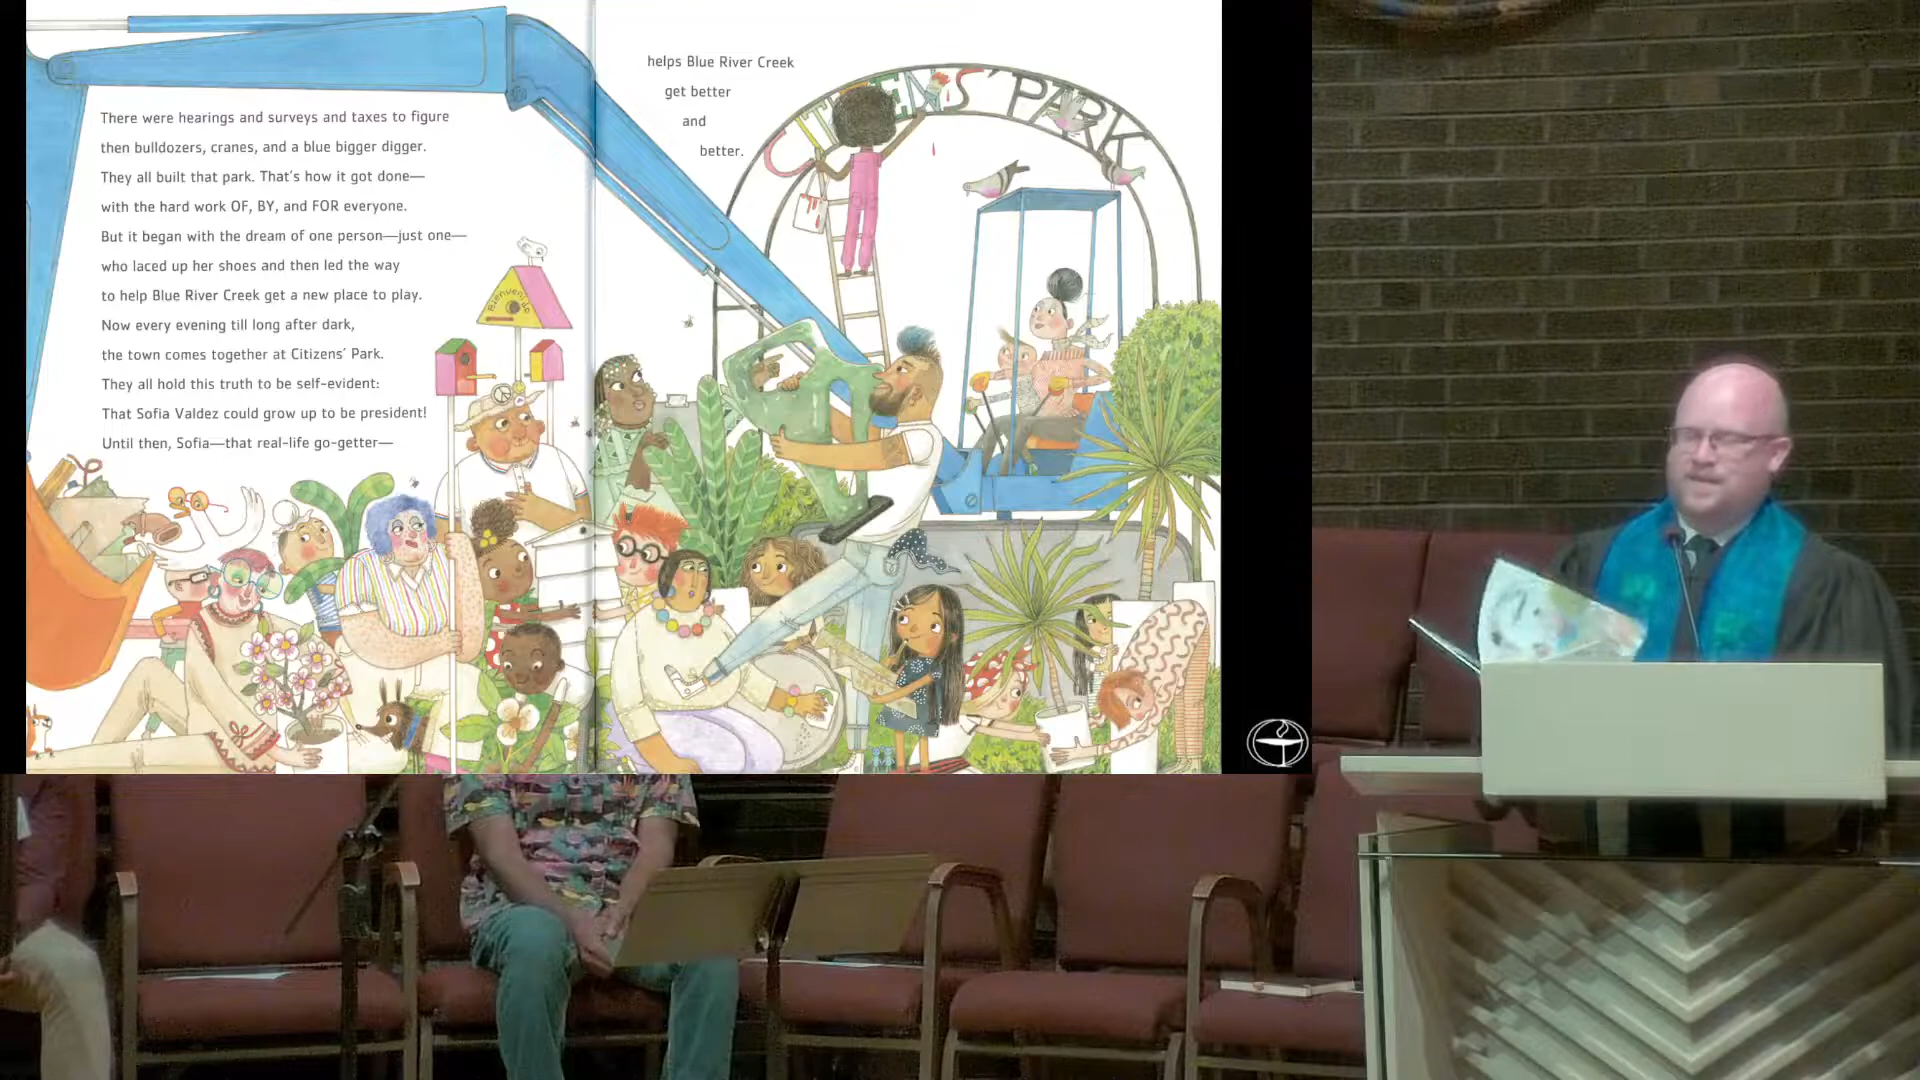 There were hearings and surveys and taxes to figure
then bulldozers, cranes, and a blue bigger digger.
They all built that park. That's how it got done—
with the hard work OF, BY, and FOR everyone.
But it began with the dream of one person—just one—
who laced up her shoes and then led the way
to help Blue River Creek get a new place to play.
Now every evening till long after dark,
the town comes together at Citizens' Park.
They all hold this truth to be self-evident:
That Sofia Valdez could grow up to be president!
Until then, Sofia—that real-life go-getter—
helps Blue River Creek
get better
and
better.
CITIZENS' PARK
Bienvenido